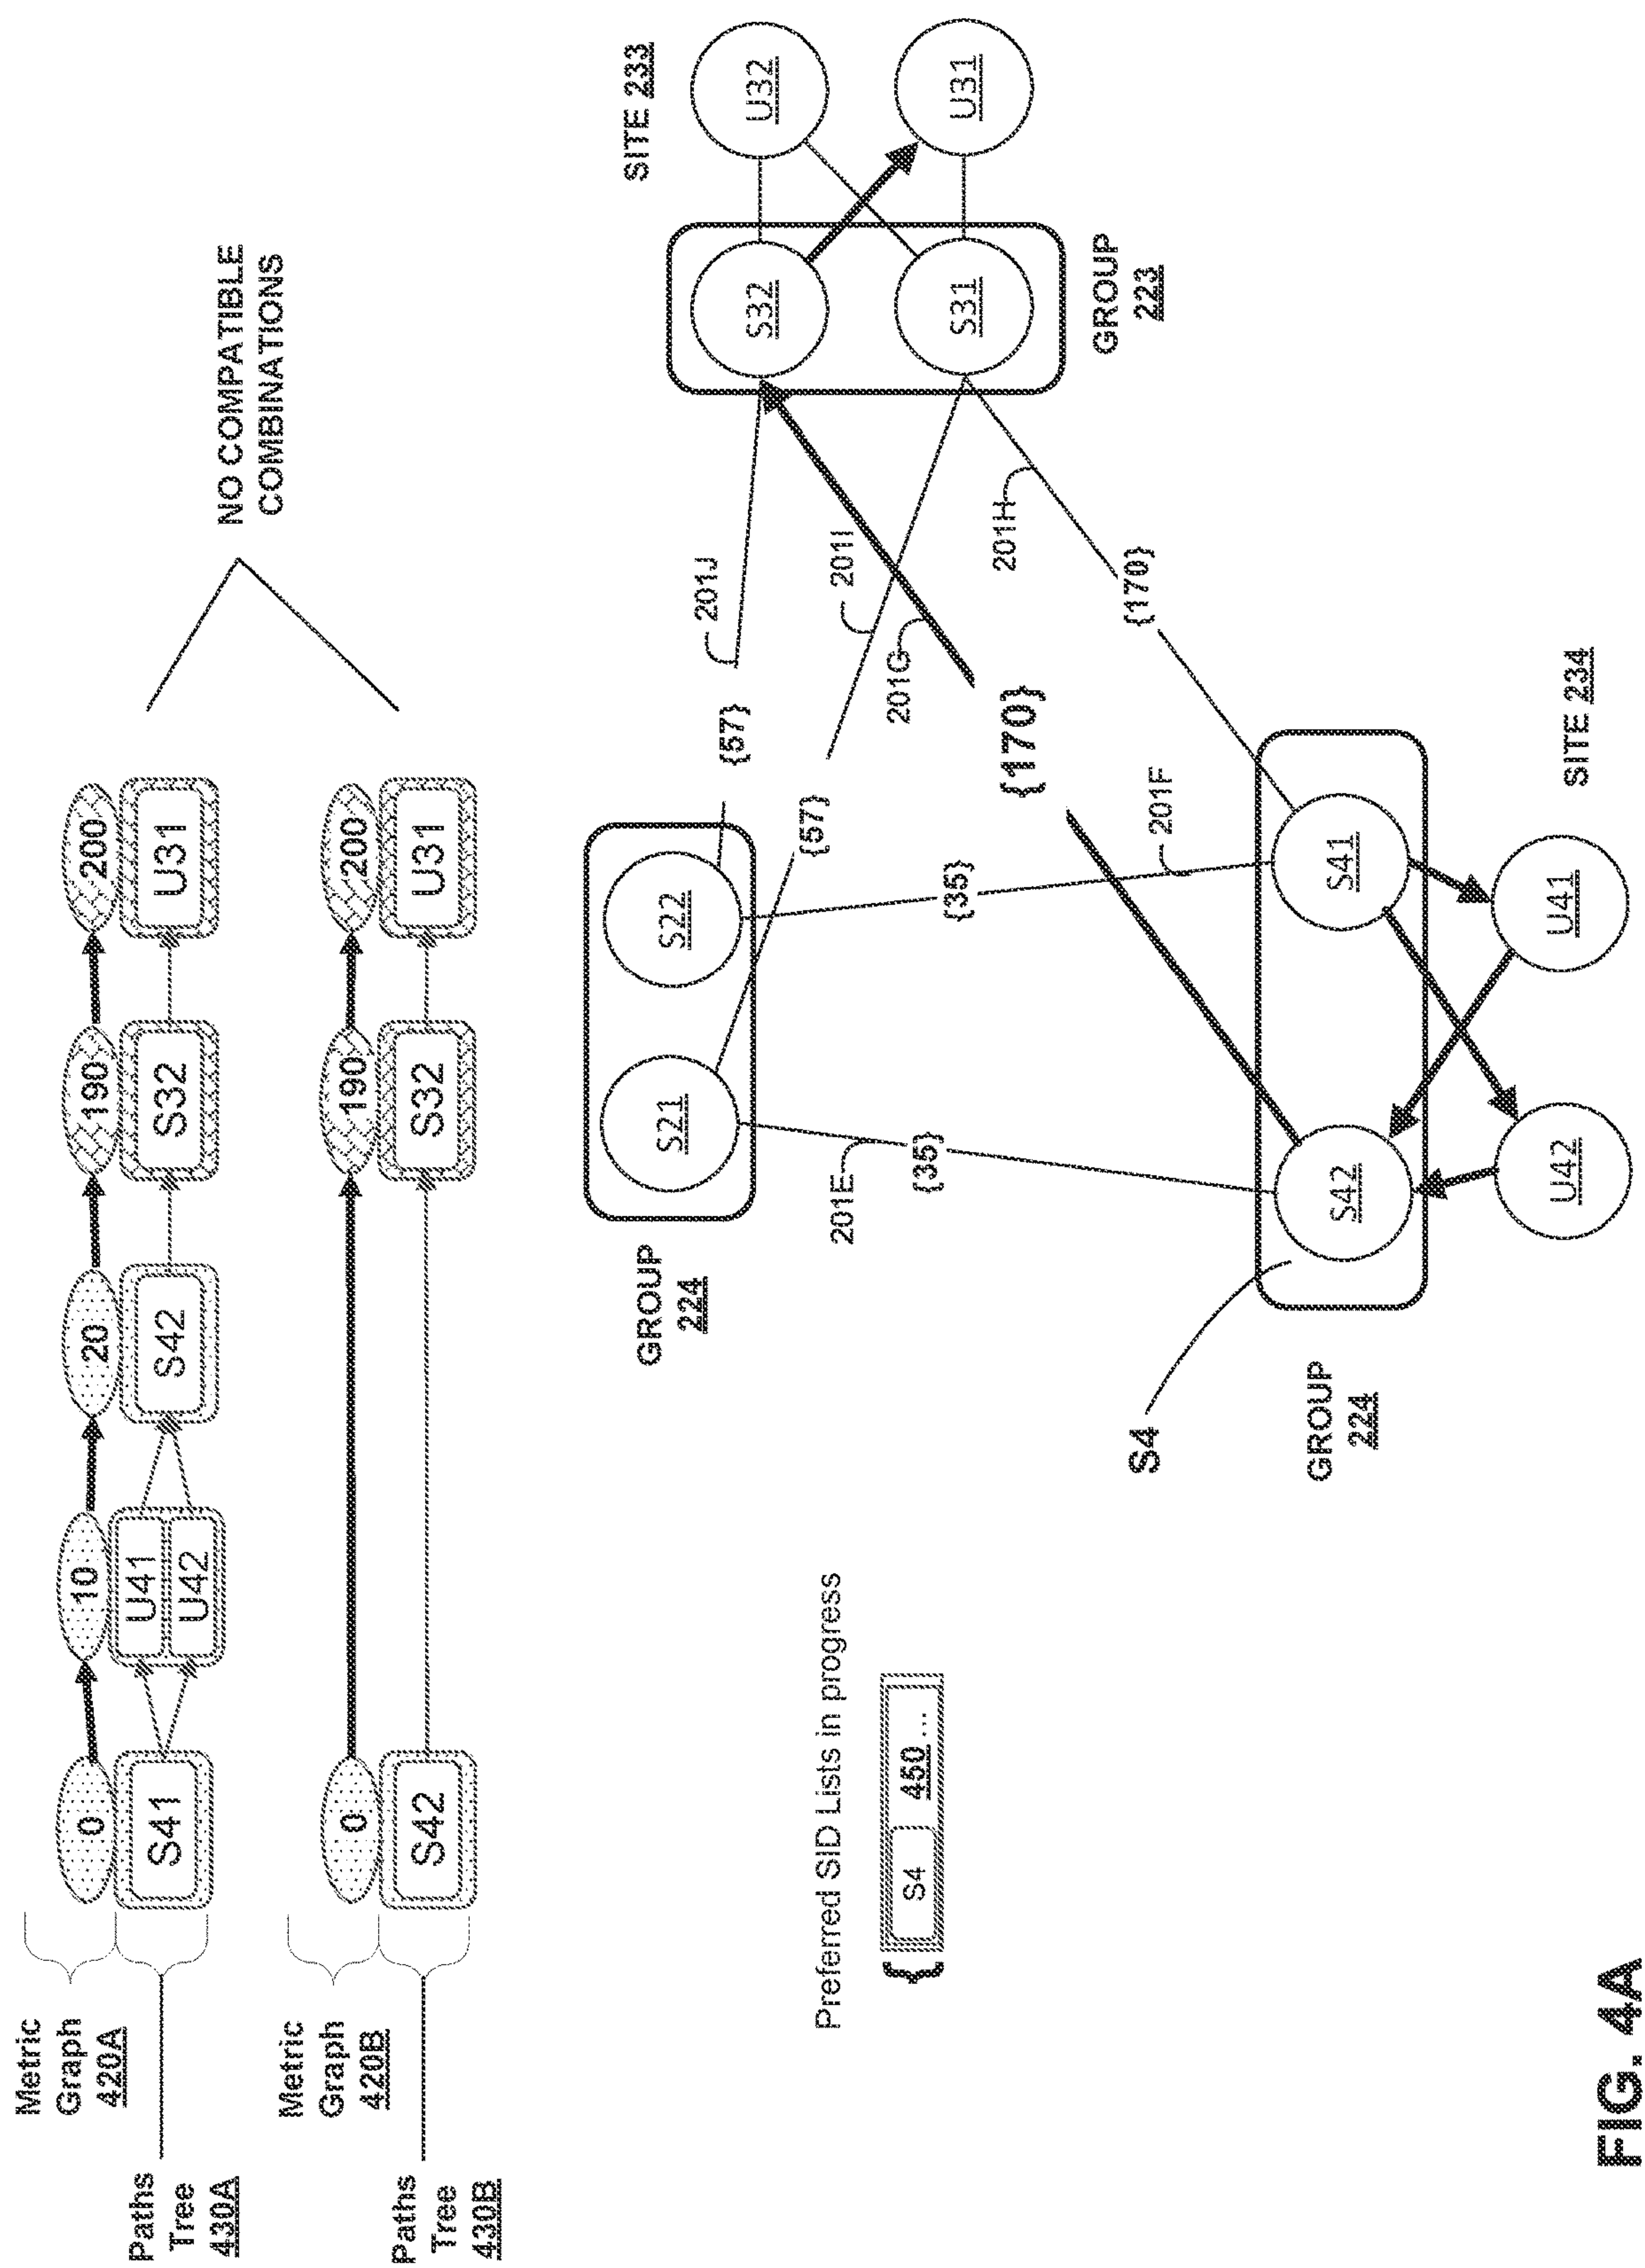 Metric
Graph
420A
Paths
Tree
430A
0
10
20
190
200
S41
U41
U42
S42
S32
U31
NO COMPATIBLE
COMBINATIONS
Metric
Graph
420B
Paths
Tree
430B
0
190
200
S42
S32
U31
Preferred SID Lists in progress
{
S4
450 ...
GROUP
224
S21
S22
{57}
{57}
201J
201I
201G
201H
{170}
{170}
S32
S31
U32
U31
SITE 233
GROUP
223
201E
{35}
{35}
201F
S4
GROUP
224
S42
S41
U42
U41
SITE 234
FIG. 4A